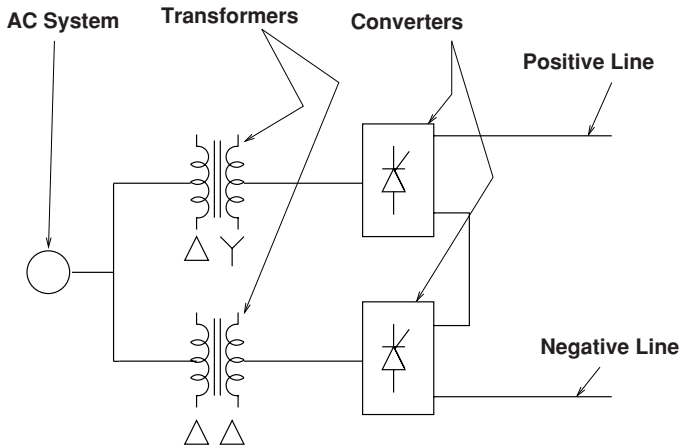 AC System
Transformers
Converters
Positive Line
Negative Line